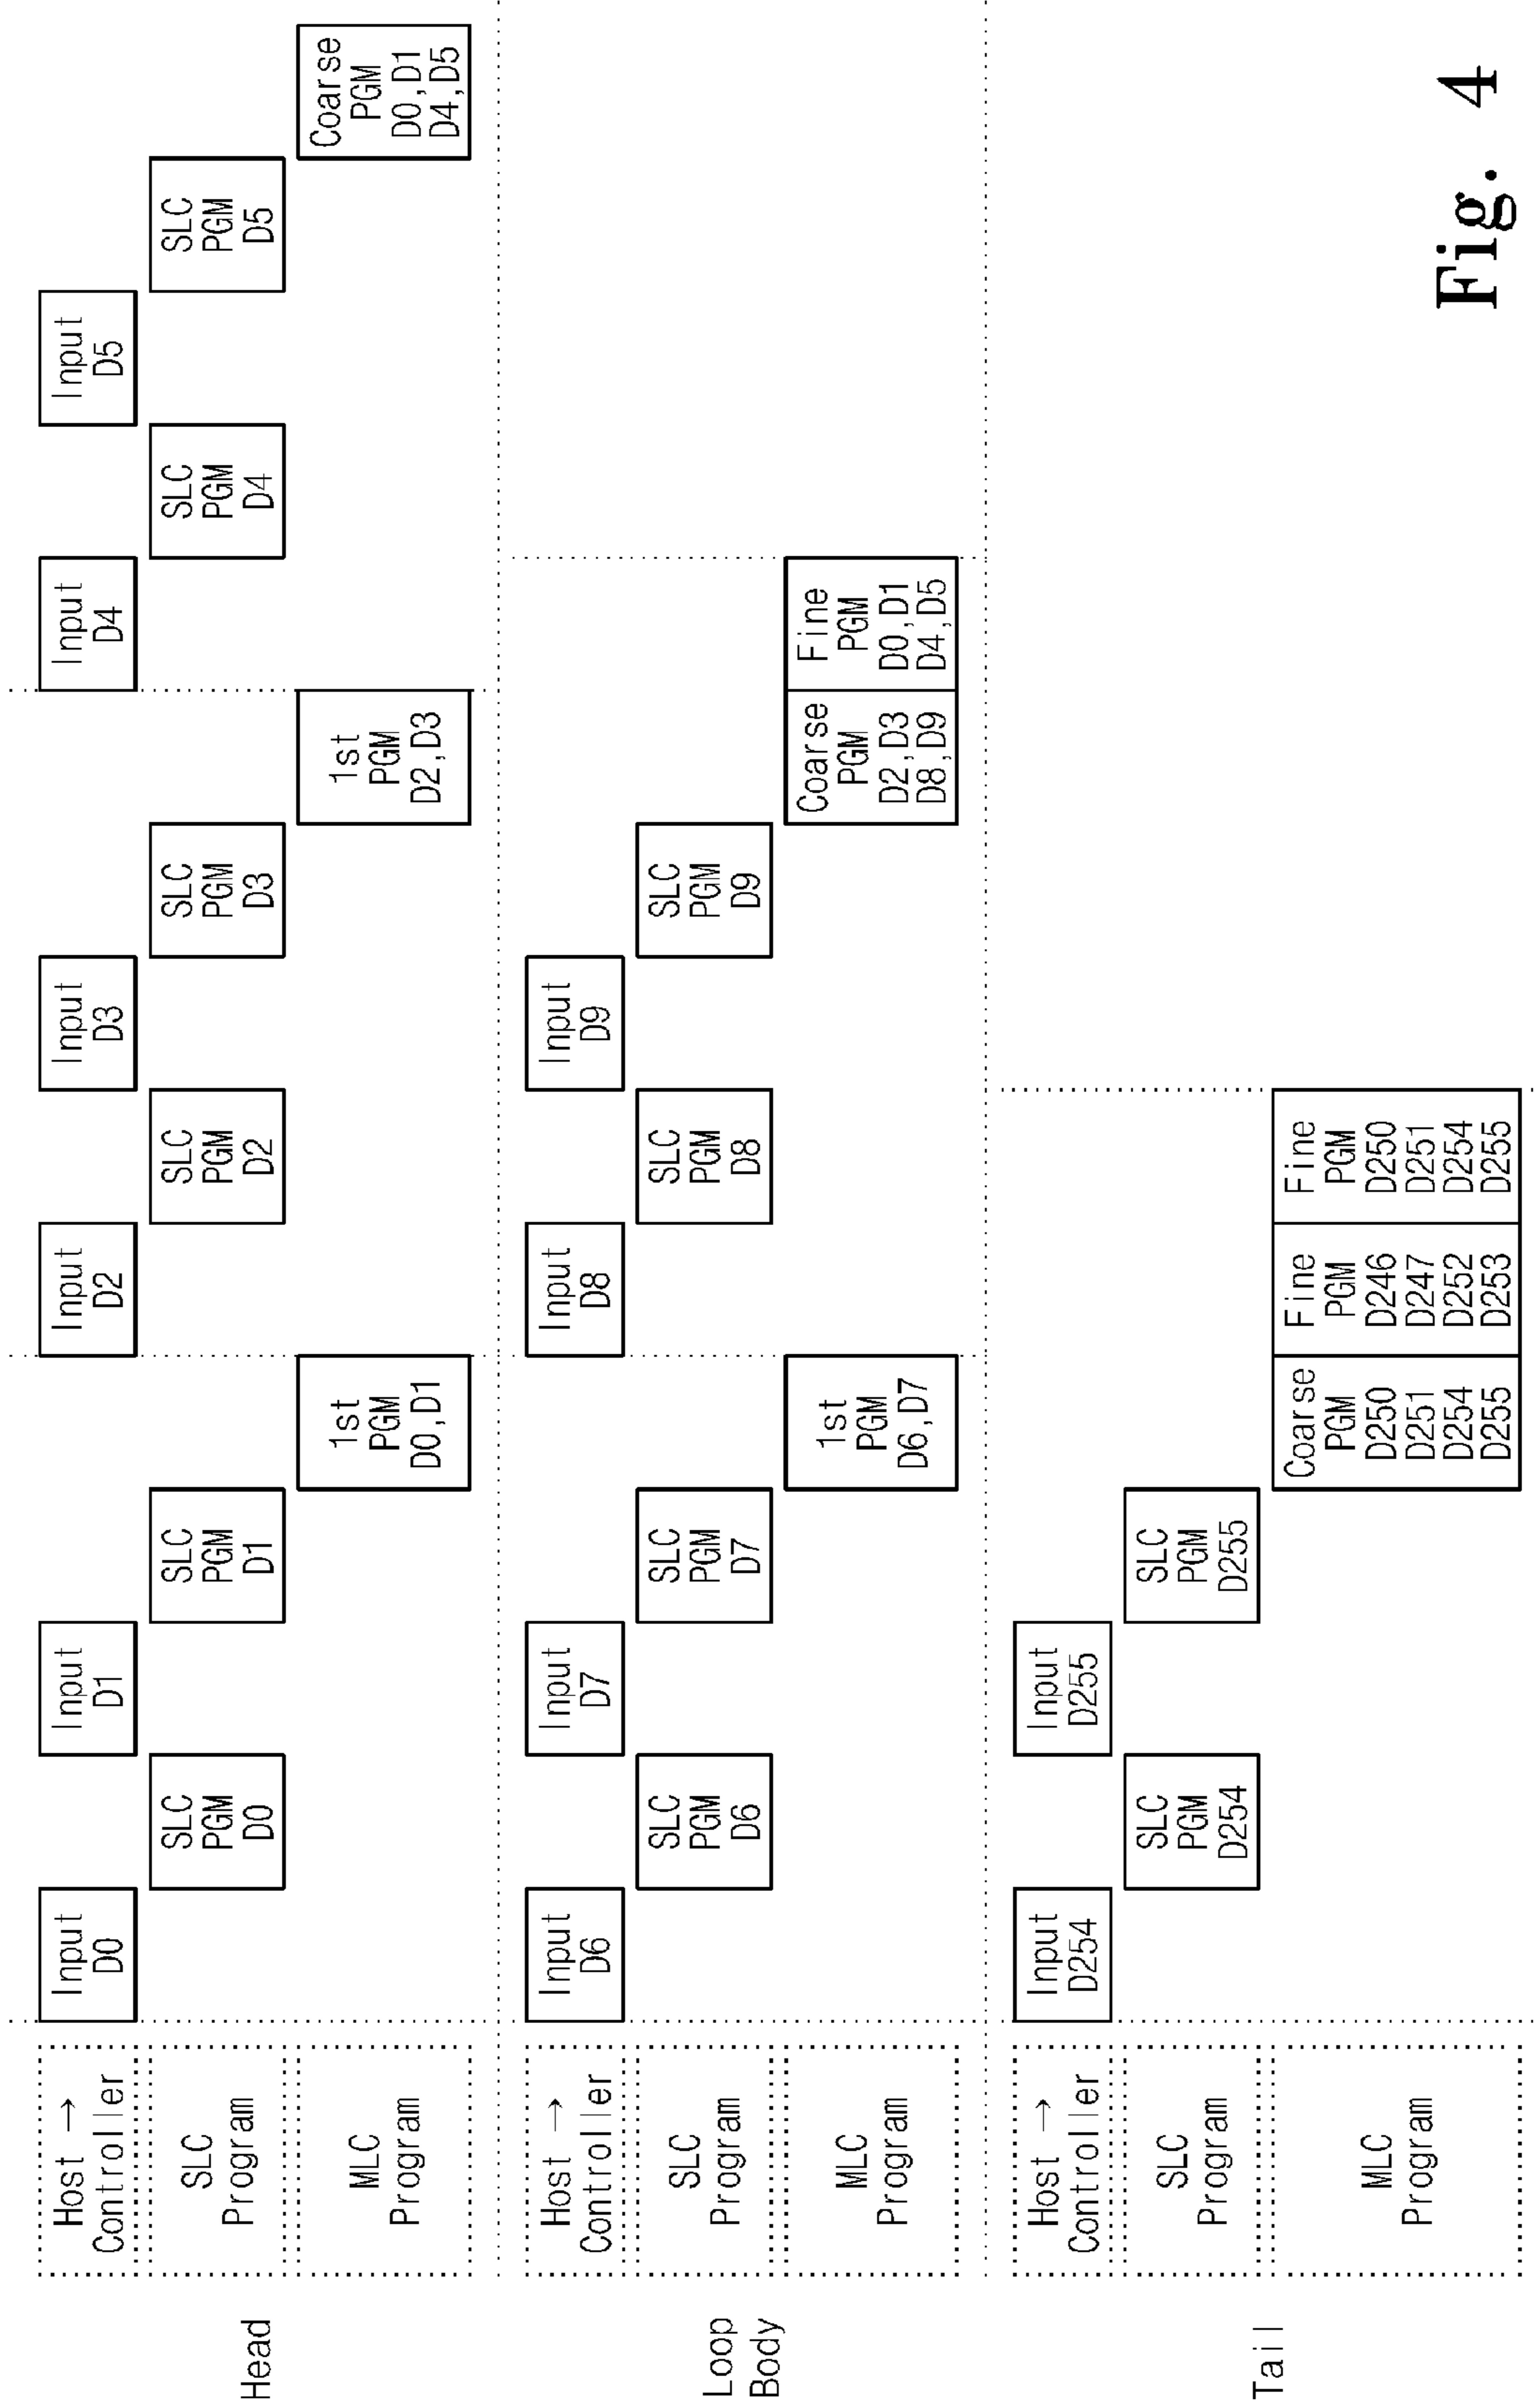 Head
Host →
Controller
Input
D0
Input
D1
Input
D2
Input
D3
Input
D4
Input
D5
SLC
Program
SLC
PGM
D0
SLC
PGM
D1
SLC
PGM
D2
SLC
PGM
D3
SLC
PGM
D4
SLC
PGM
D5
MLC
Program
1st
PGM
D0,D1
1st
PGM
D2,D3
Coarse
PGM
D0,D1
D4,D5
Loop
Body
Host →
Controller
Input
D6
Input
D7
Input
D8
Input
D9
SLC
Program
SLC
PGM
D6
SLC
PGM
D7
SLC
PGM
D8
SLC
PGM
D9
MLC
Program
1st
PGM
D6,D7
Coarse
PGM
D2,D3
D8,D9
Fine
PGM
D0,D1
D4,D5
Tail
Host →
Controller
Input
D254
Input
D255
SLC
Program
SLC
PGM
D254
SLC
PGM
D255
MLC
Program
Coarse
PGM
D250
D251
D254
D255
Fine
PGM
D246
D247
D252
D253
Fine
PGM
D250
D251
D254
D255
Fig. 4